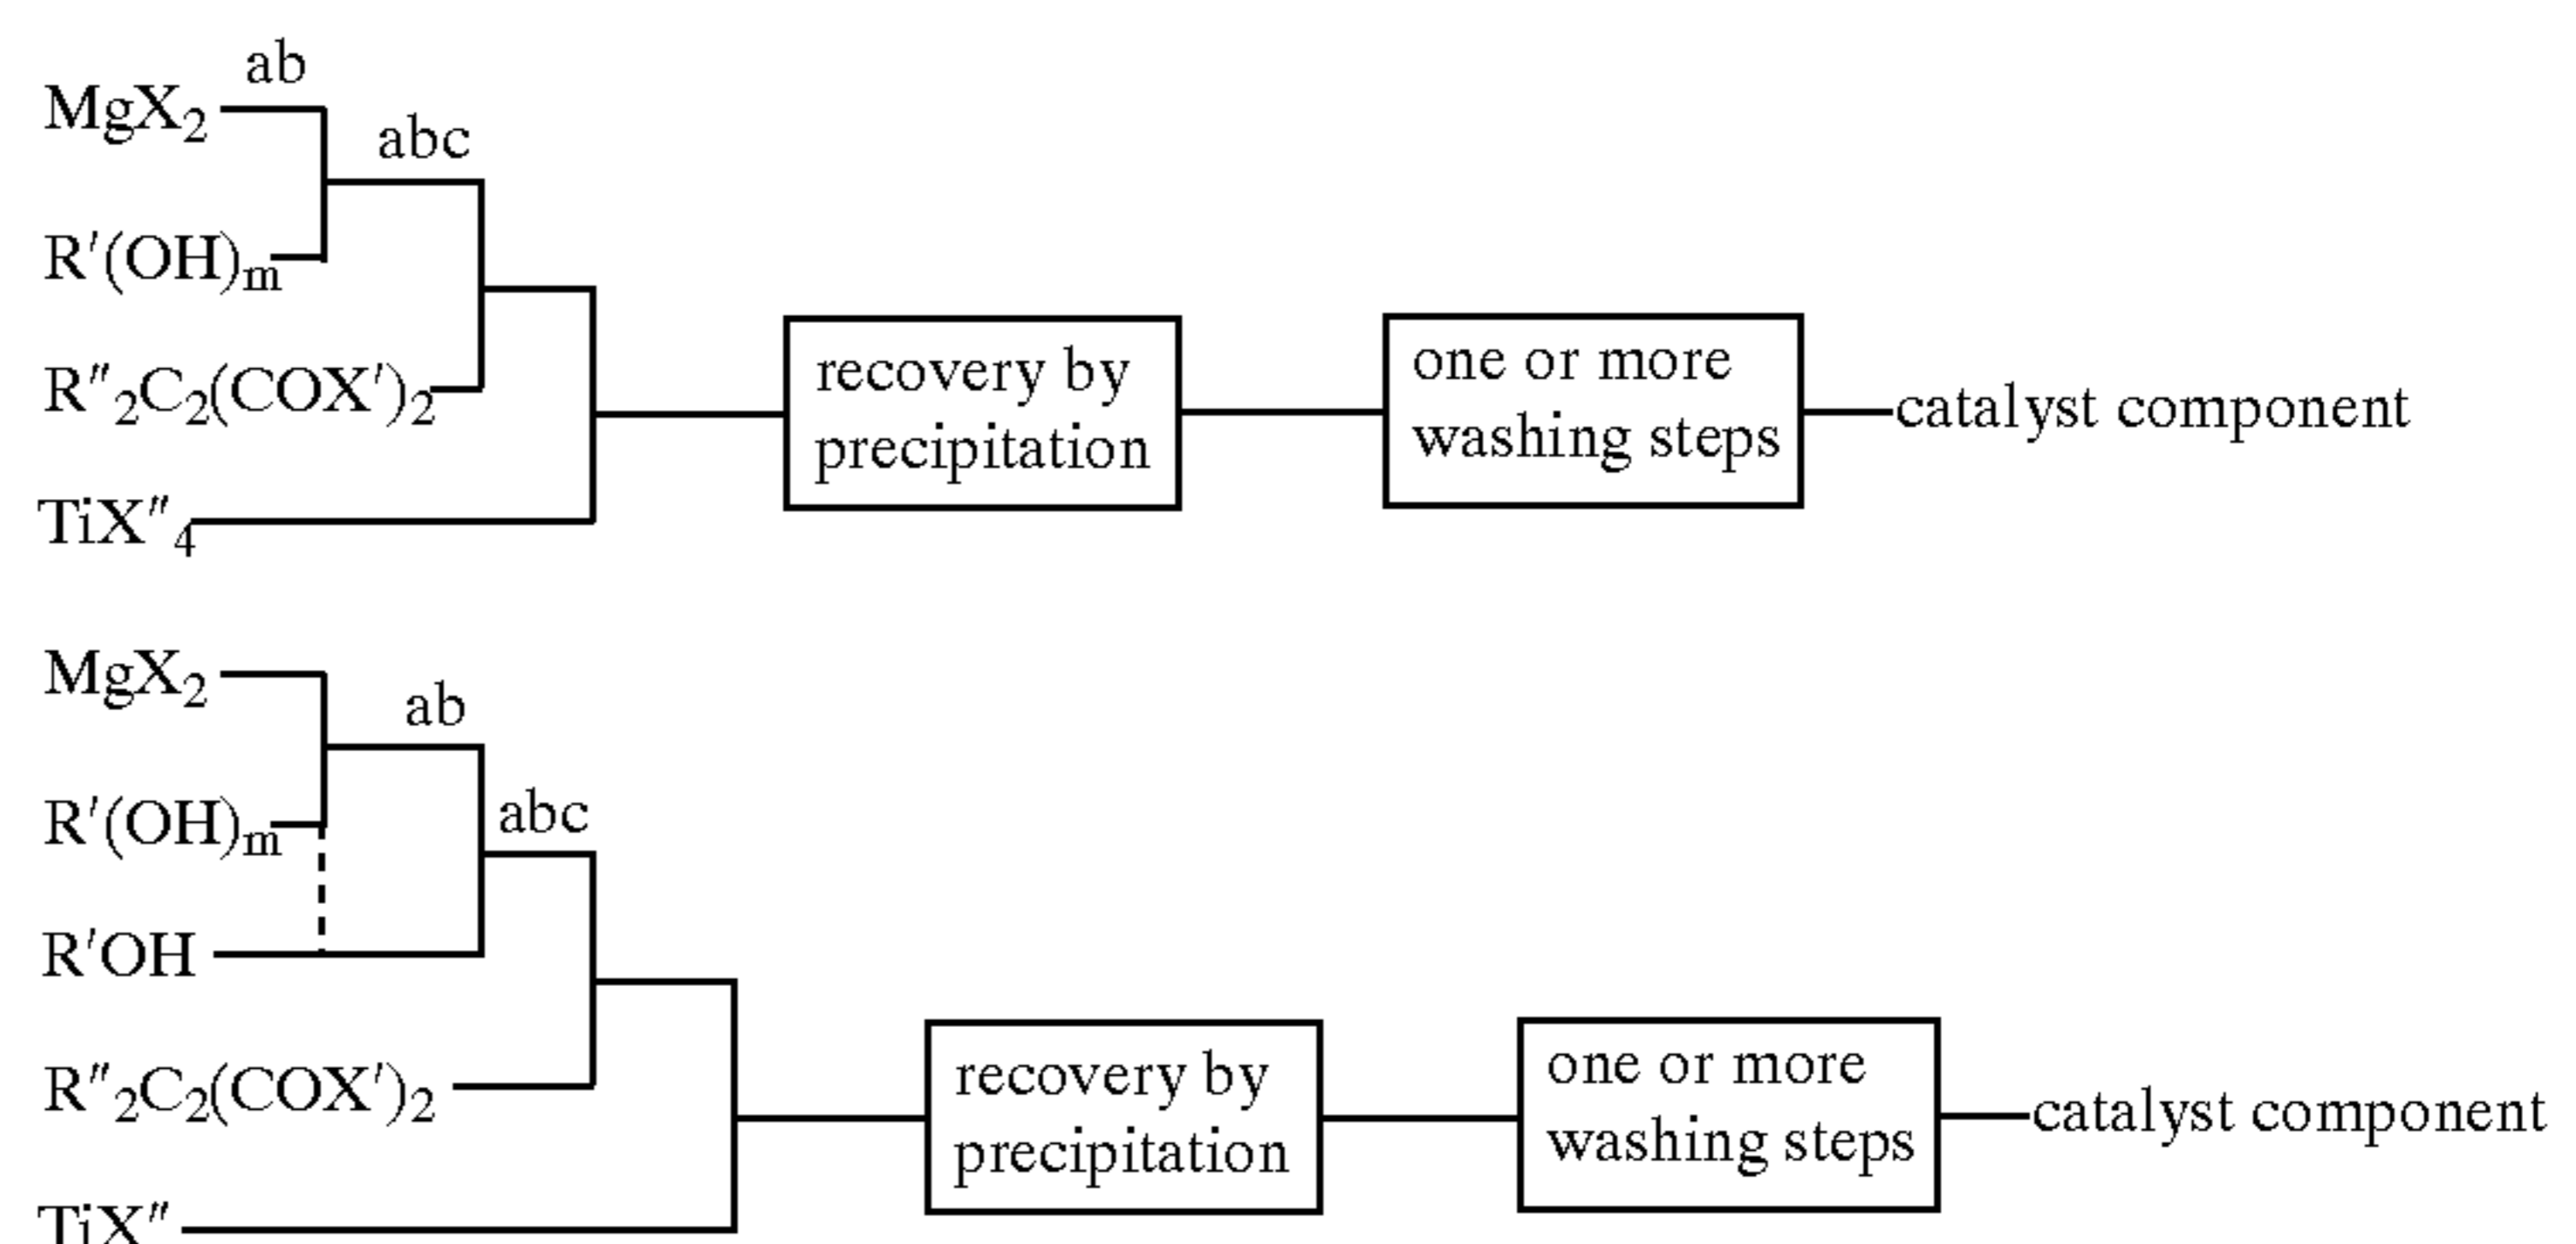 ab
MgX₂
abc
R′(OH)ₘ
R″₂C₂(COX′)₂
TiX″₄
recovery by
precipitation
one or more
washing steps
catalyst component
MgX₂
ab
R′(OH)ₘ
abc
R′OH
R″₂C₂(COX′)₂
TiX″
recovery by
precipitation
one or more
washing steps
catalyst component